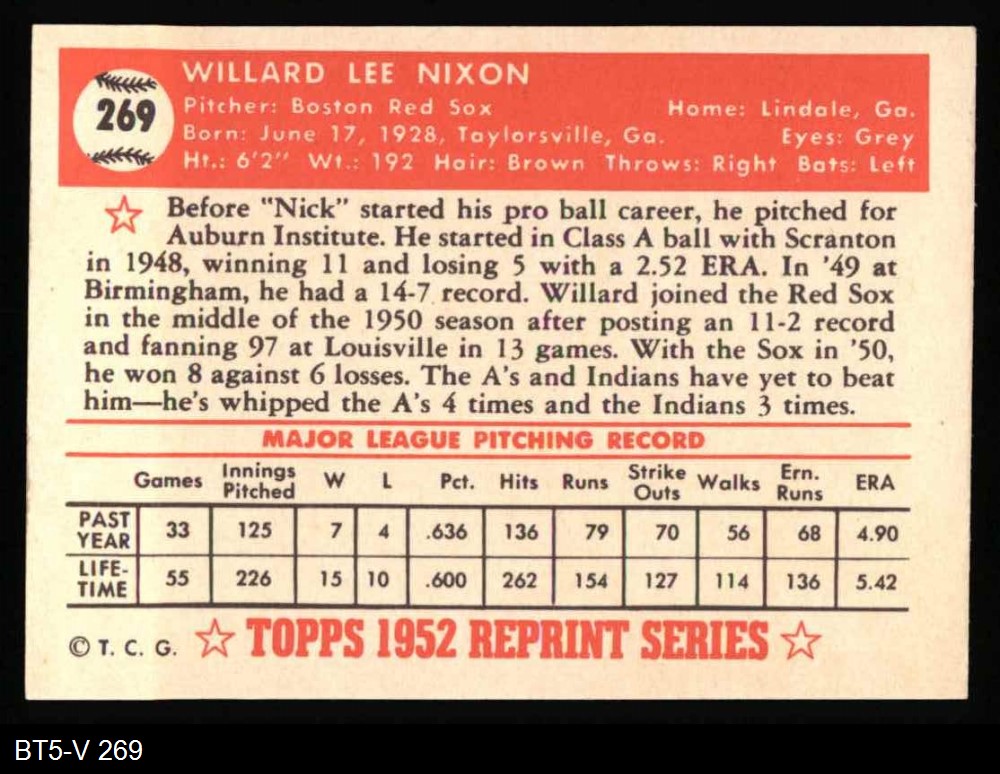 269
WILLARD LEE NIXON
Pitcher: Boston Red Sox Home: Lindale, Ga.
Born: June 17, 1928, Taylorsville, Ga. Eyes: Grey
Ht.: 6'2" Wt.: 192 Hair: Brown Throws: Right Bats: Left
Before "Nick" started his pro ball career, he pitched for
Auburn Institute. He started in Class A ball with Scranton
in 1948, winning 11 and losing 5 with a 2.52 ERA. In '49 at
Birmingham, he had a 14-7 record. Willard joined the Red Sox
in the middle of the 1950 season after posting an 11-2 record
and fanning 97 at Louisville in 13 games. With the Sox in '50,
he won 8 against 6 losses. The A's and Indians have yet to beat
him—he's whipped the A's 4 times and the Indians 3 times.
MAJOR LEAGUE PITCHING RECORD
Games Innings Pitched W L Pct. Hits Runs Strike Outs Walks Ern. Runs ERA
PAST YEAR 33 125 7 4 .636 136 79 70 56 68 4.90
LIFE-TIME 55 226 15 10 .600 262 154 127 114 136 5.42
© T. C. G. TOPPS 1952 REPRINT SERIES
BT5-V 269